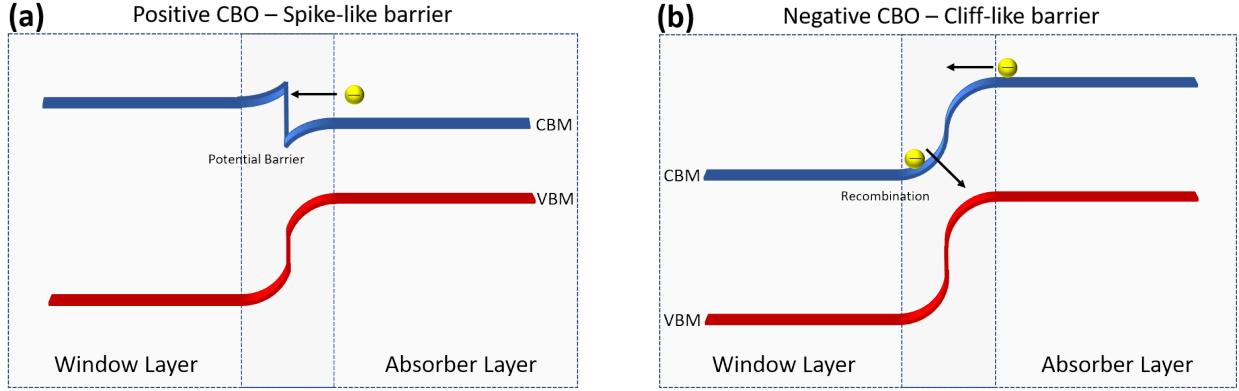 (a)
Positive CBO – Spike-like barrier
CBM
Potential Barrier
VBM
Window Layer
Absorber Layer
(b)
Negative CBO – Cliff-like barrier
CBM
Recombination
VBM
Window Layer
Absorber Layer